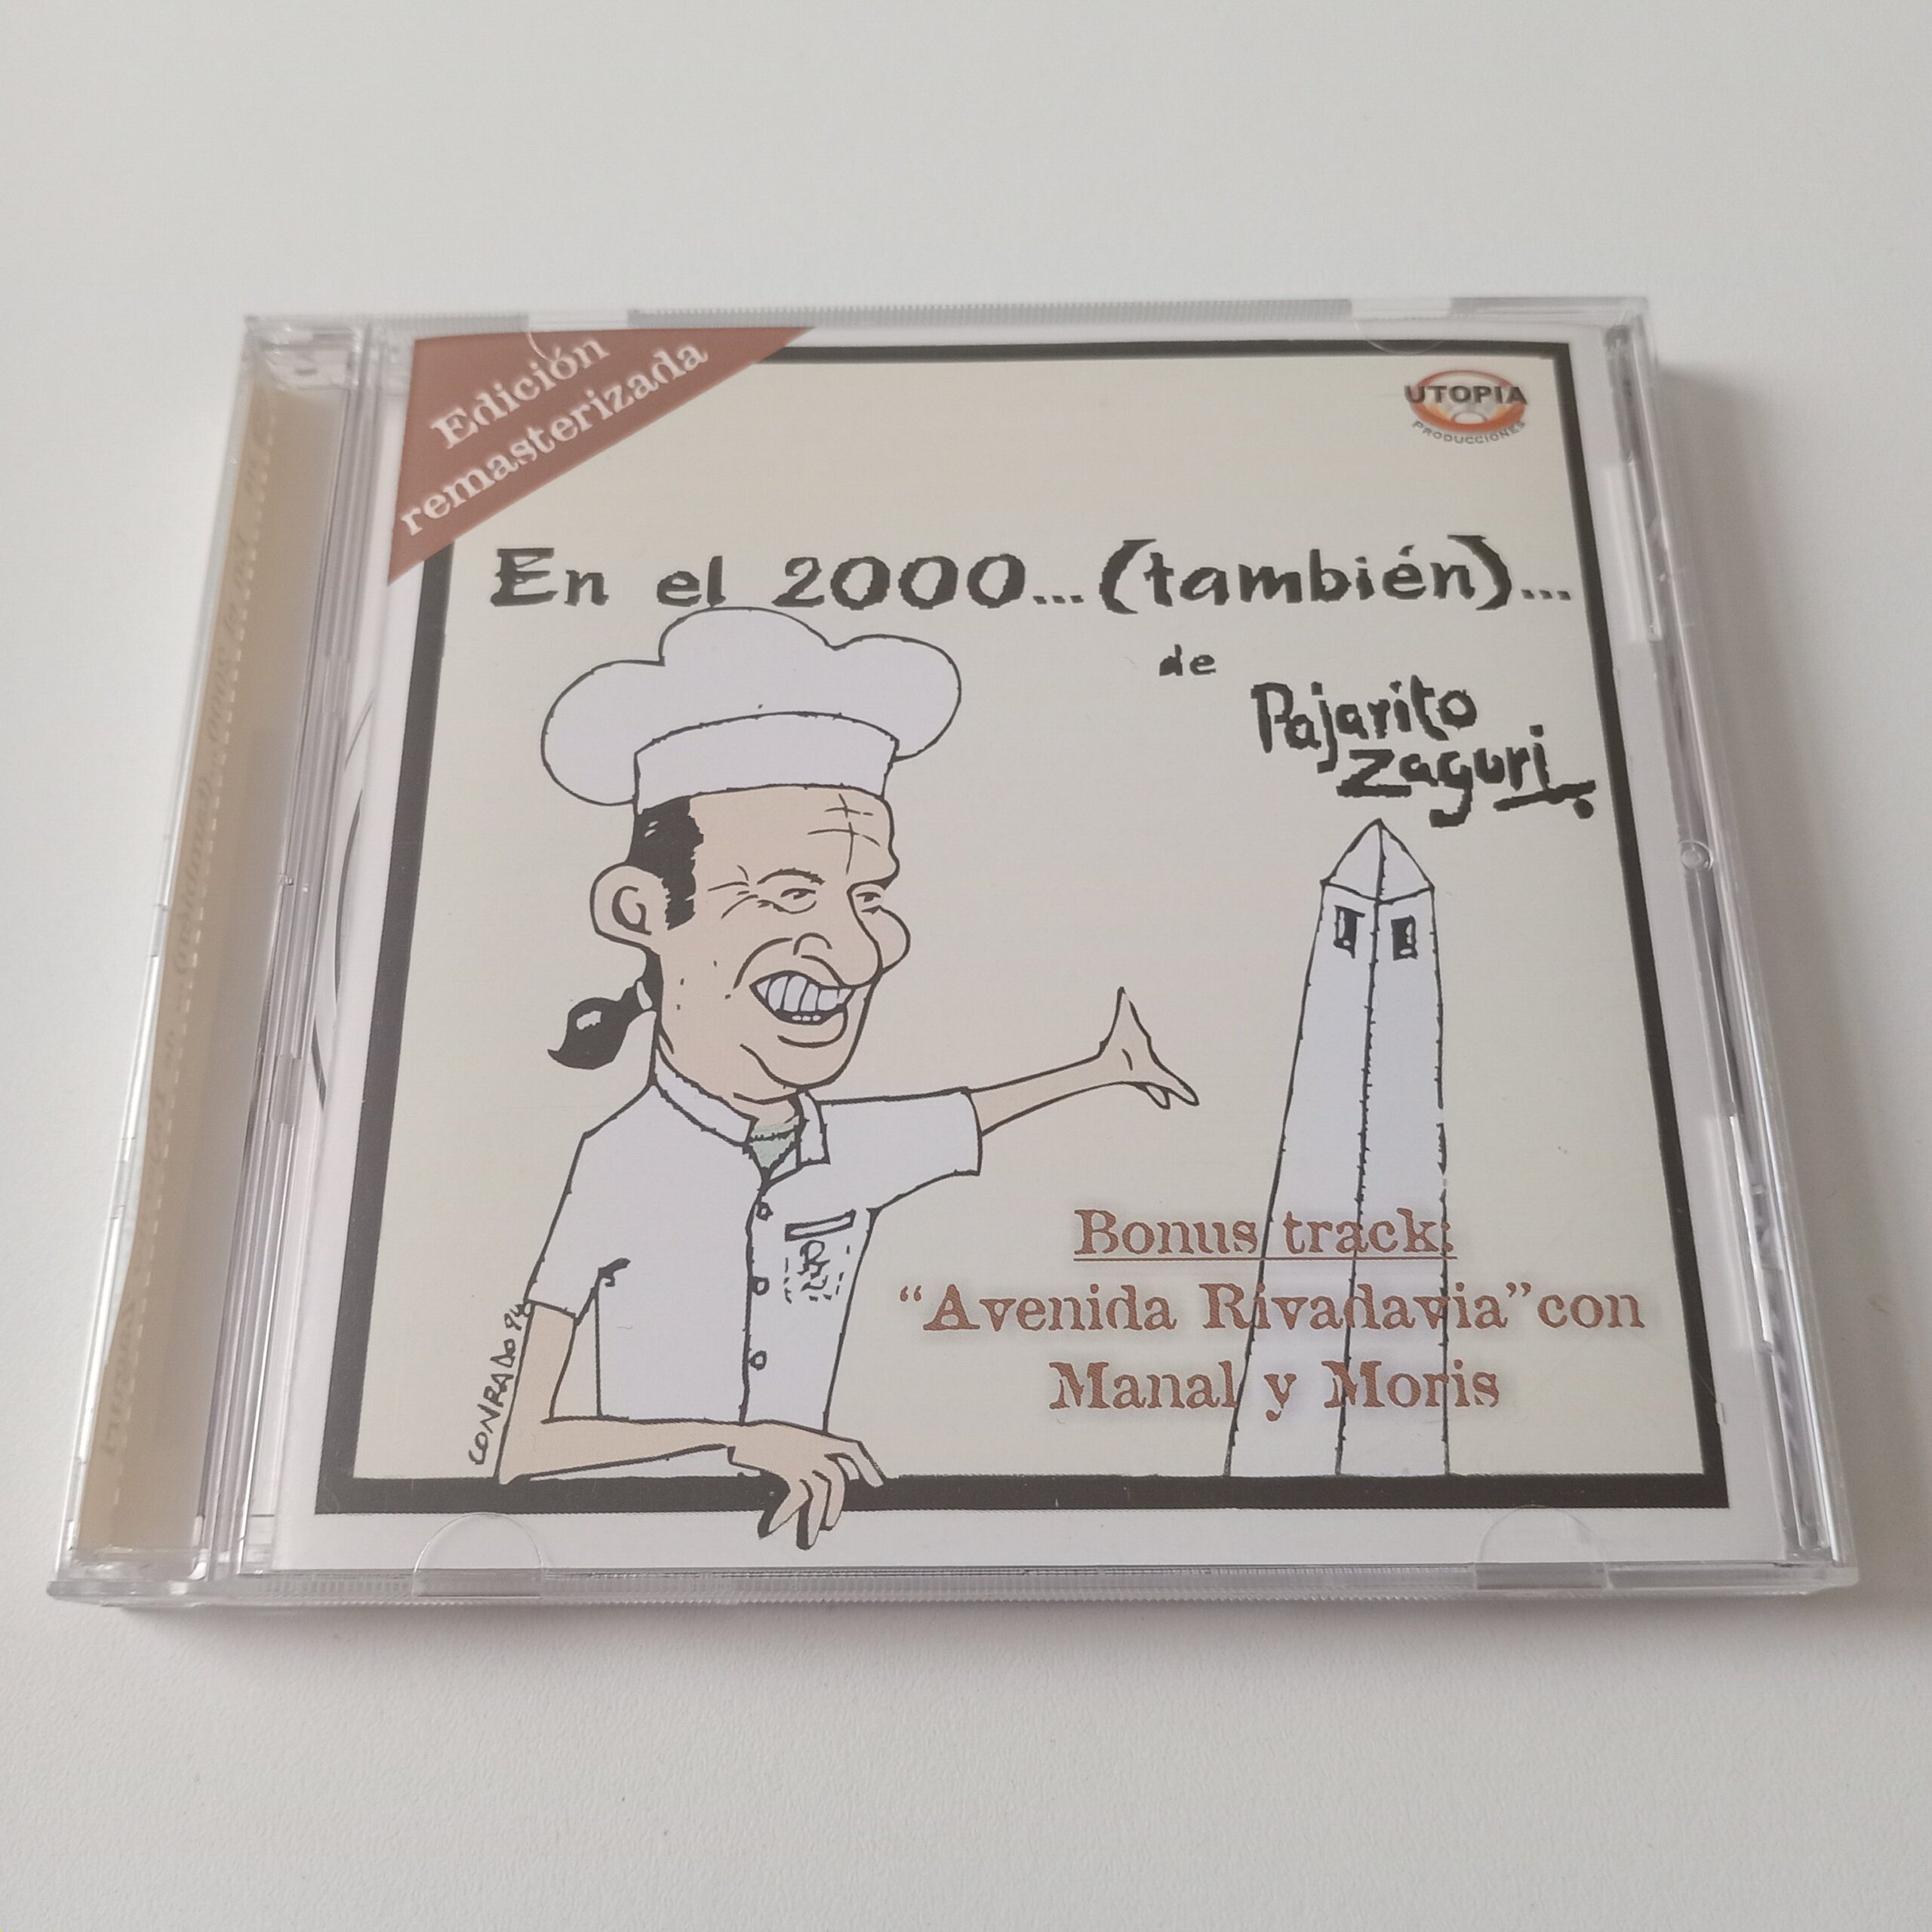 Edición
remasterizada
UTOPIA
PRODUCCIONES
En el 2000...(también)...
de
Pajarito
Zaguri
Bonus track:
“Avenida Rivadavia”con
Manal y Moris
CONRADO 94